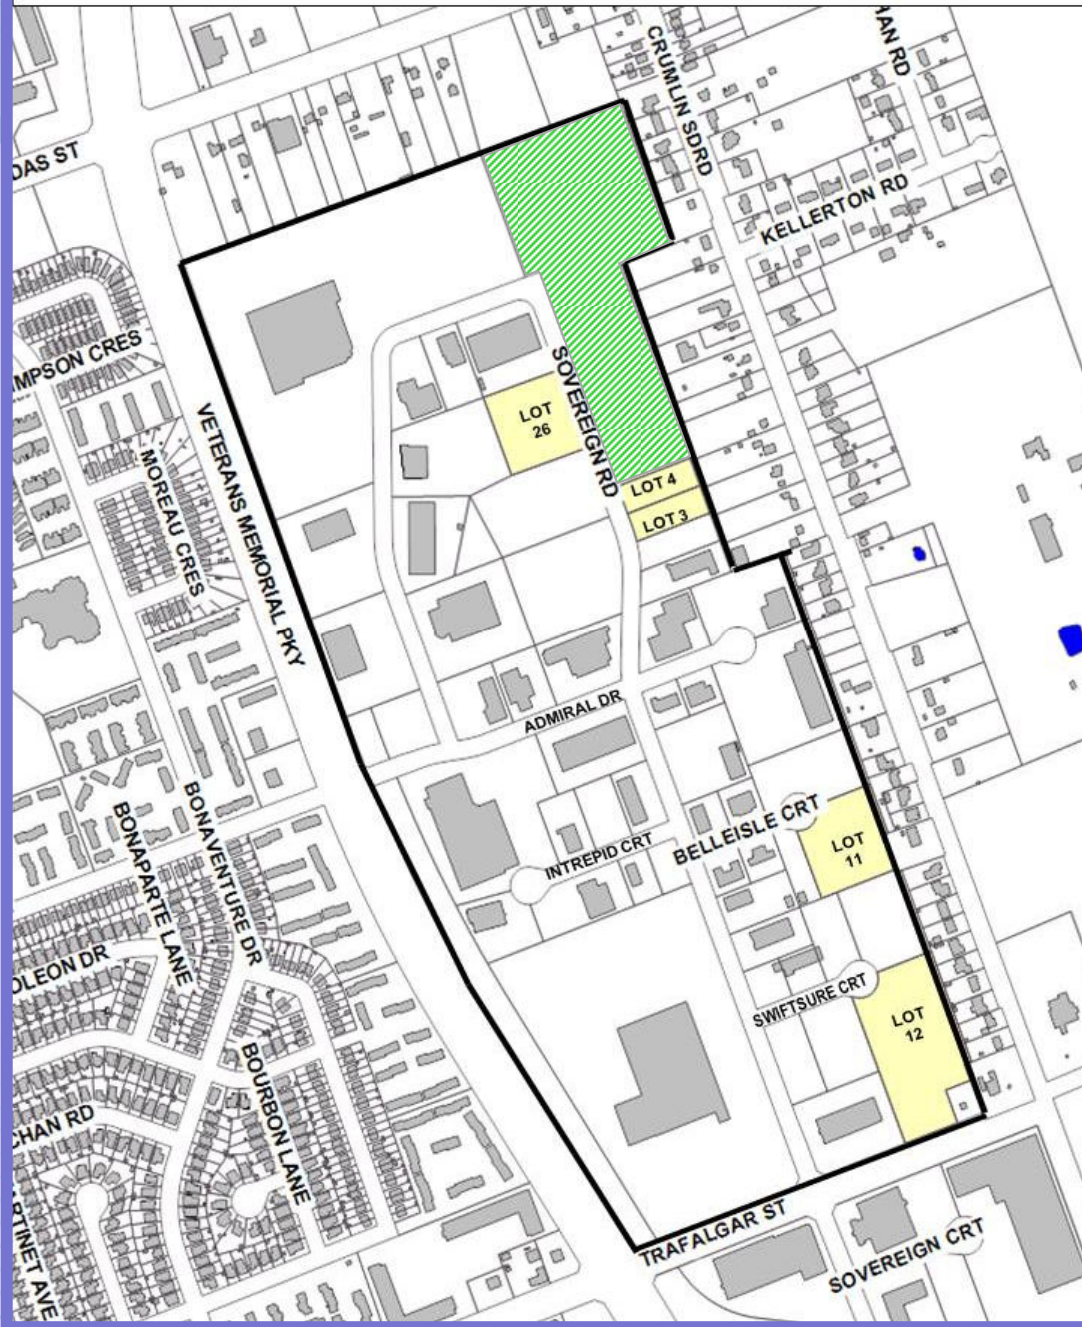 CRUMLIN SDRD
HAN RD
DAS ST
KELLERTON RD
MPSON CRES
SOVEREIGN RD
LOT
26
VETERANS MEMORIAL PKY
MOREAU CRES
LOT 4
LOT 3
ADMIRAL DR
BONAVENTURE DR
BONAPARTE LANE
BELLEISLE CRT
INTREPID CRT
LOT
11
OLEON DR
SWIFTSURE CRT
LOT
12
BOURBON LANE
CHAN RD
ARTINET AVE
TRAFALGAR ST
SOVEREIGN CRT